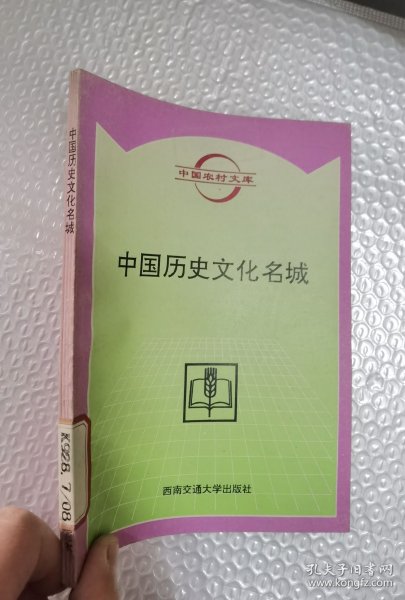 中国历史文化名城
中国农村文库
中国历史文化名城
西南交通大学出版社
K928.7/08
孔夫子旧书网
www.kongfz.com